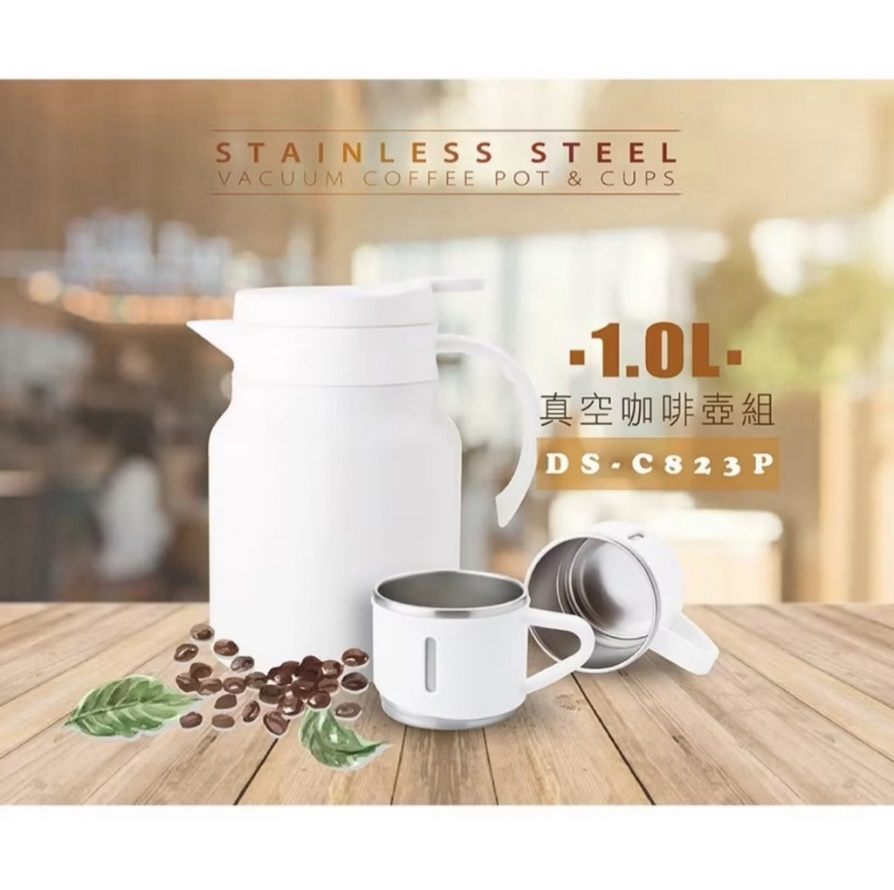 STAINLESS STEEL
VACUUM COFFEE POT & CUPS
·1.0L·
真空咖啡壺組
DS-C823P